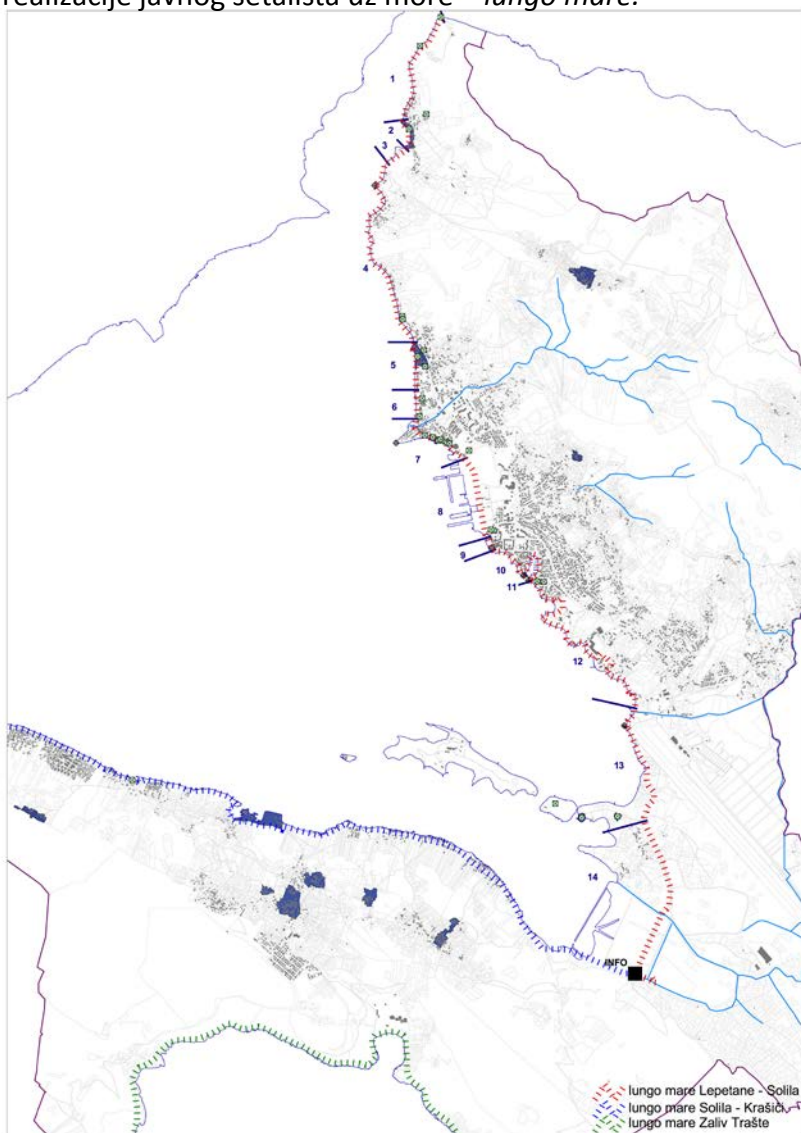 realizacije javnog šetališta uz more - lungo mare.
1
2
3
4
5
6
7
8
9
10
11
12
13
14
INFO
lungo mare Lepetane - Solila
lungo mare Solila - Krašići
lungo mare Zaliv Trašte